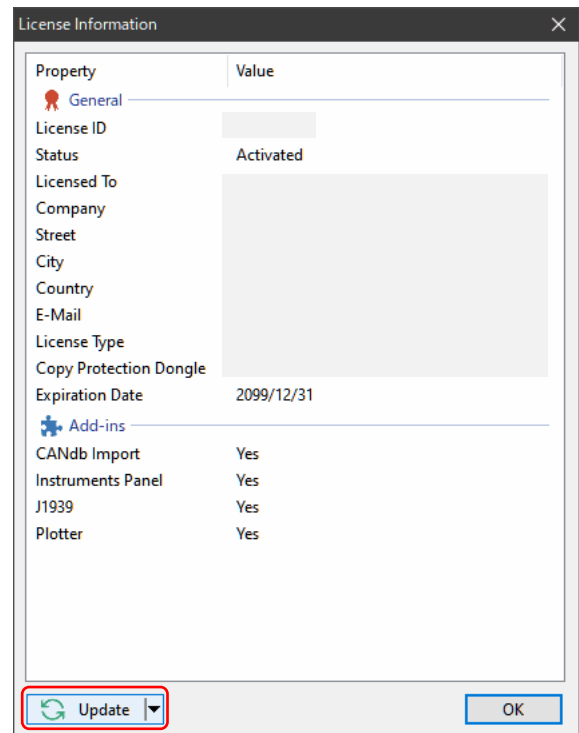 License Information
Property Value
General
License ID
Status Activated
Licensed To
Company
Street
City
Country
E-Mail
License Type
Copy Protection Dongle
Expiration Date 2099/12/31
Add-ins
CANdb Import Yes
Instruments Panel Yes
J1939 Yes
Plotter Yes
Update OK